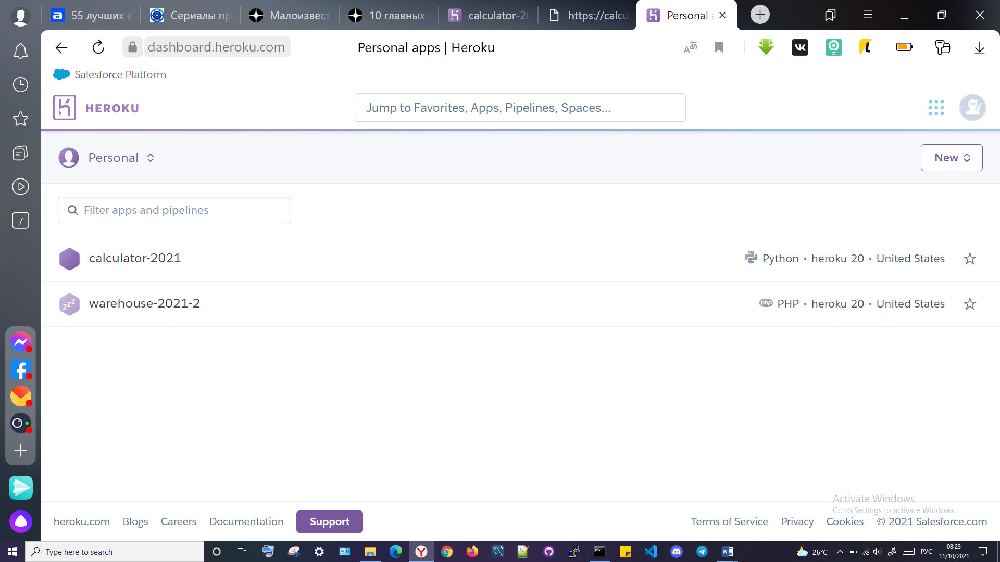 55 лучших ф
Сериалы пр
Малоизвест
10 главных с
calculator-20
https://calcu
Personal a
dashboard.heroku.com
Personal apps | Heroku
Salesforce Platform
HEROKU
Jump to Favorites, Apps, Pipelines, Spaces...
Personal
New
Filter apps and pipelines
calculator-2021
Python • heroku-20 • United States
warehouse-2021-2
PHP • heroku-20 • United States
7
Activate Windows
Go to Settings to activate Windows.
heroku.com
Blogs
Careers
Documentation
Support
Terms of Service
Privacy
Cookies
© 2021 Salesforce.com
Type here to search
26°C
РУС
08:23
11/10/2021